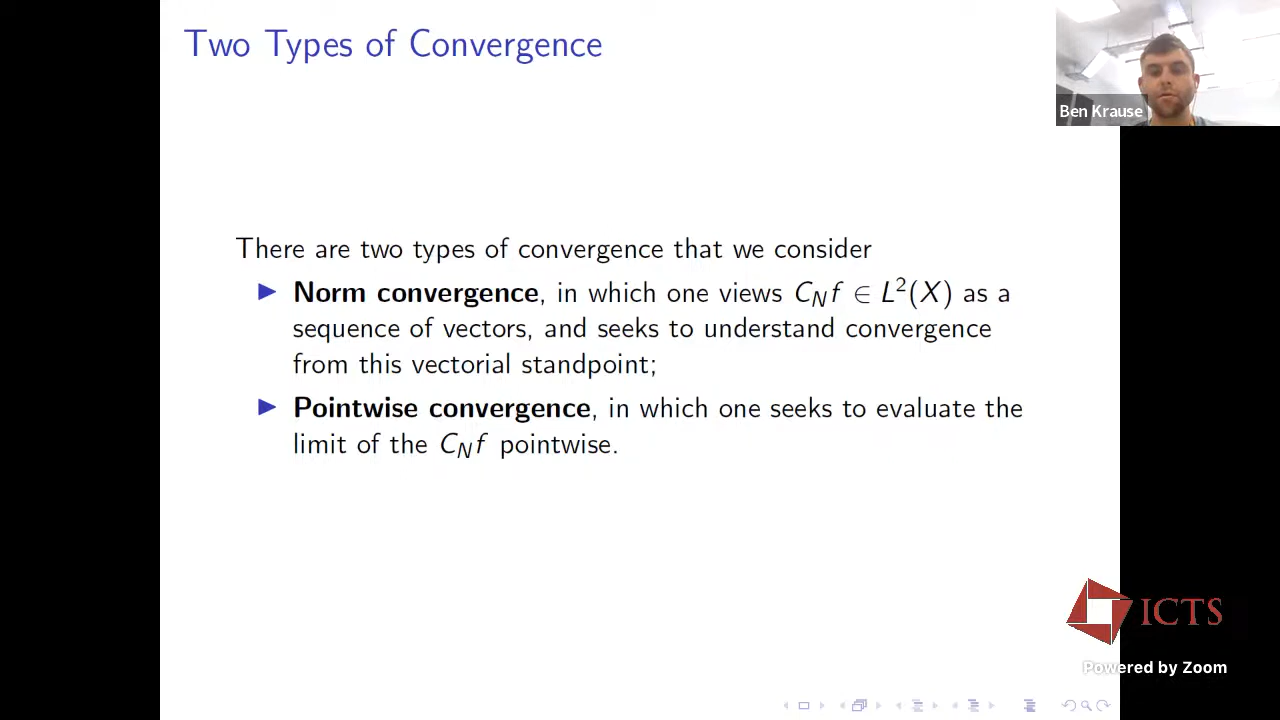 Two Types of Convergence
Ben Krause
There are two types of convergence that we consider
▶ Norm convergence, in which one views C_N f ∈ L²(X) as a
sequence of vectors, and seeks to understand convergence
from this vectorial standpoint;
▶ Pointwise convergence, in which one seeks to evaluate the
limit of the C_N f pointwise.
ICTS
Powered by Zoom